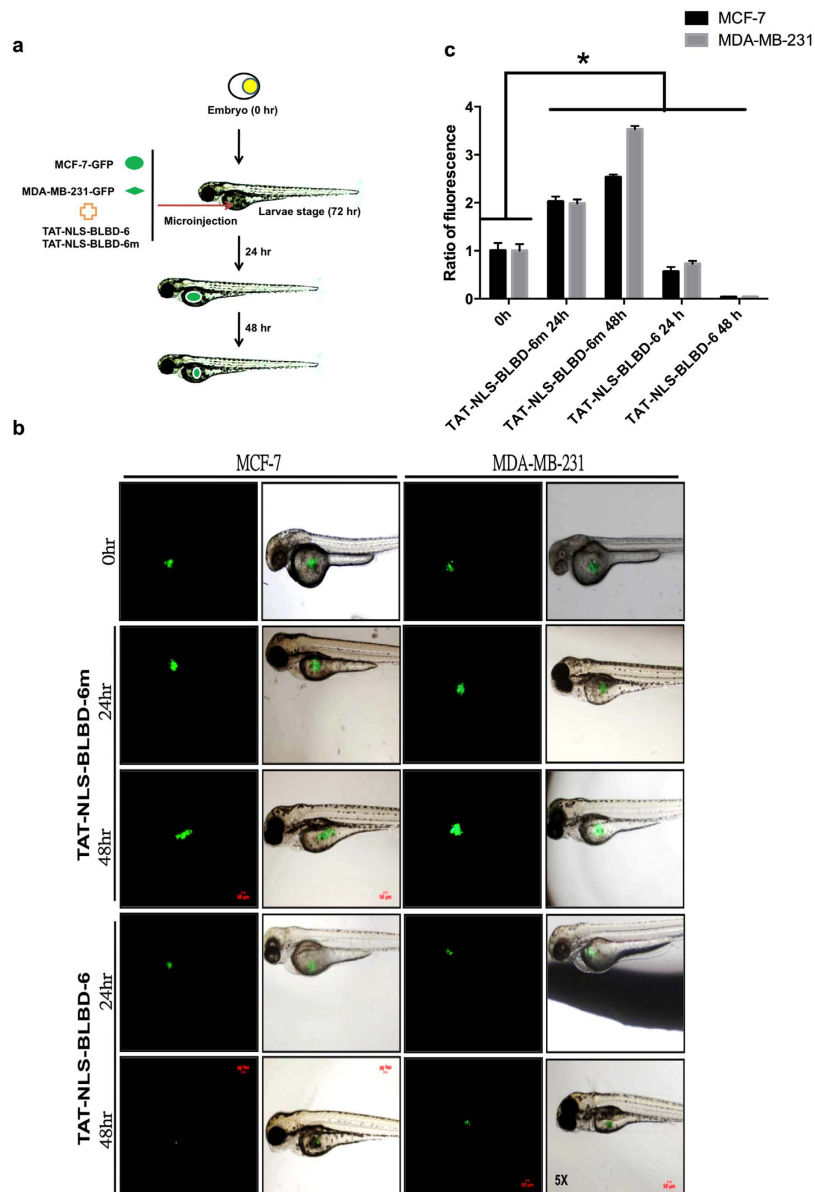 MCF-7
MDA-MB-231
a
Embryo (0 hr)
MCF-7-GFP
MDA-MB-231-GFP
TAT-NLS-BLBD-6
TAT-NLS-BLBD-6m
Microinjection
Larvae stage (72 hr)
24 hr
48 hr
c
*
Ratio of fluorescence
4
3
2
1
0
0h
TAT-NLS-BLBD-6m 24h
TAT-NLS-BLBD-6m 48h
TAT-NLS-BLBD-6 24 h
TAT-NLS-BLBD-6 48 h
b
MCF-7
MDA-MB-231
0hr
TAT-NLS-BLBD-6m
24hr
48hr
TAT-NLS-BLBD-6
24hr
48hr
5X